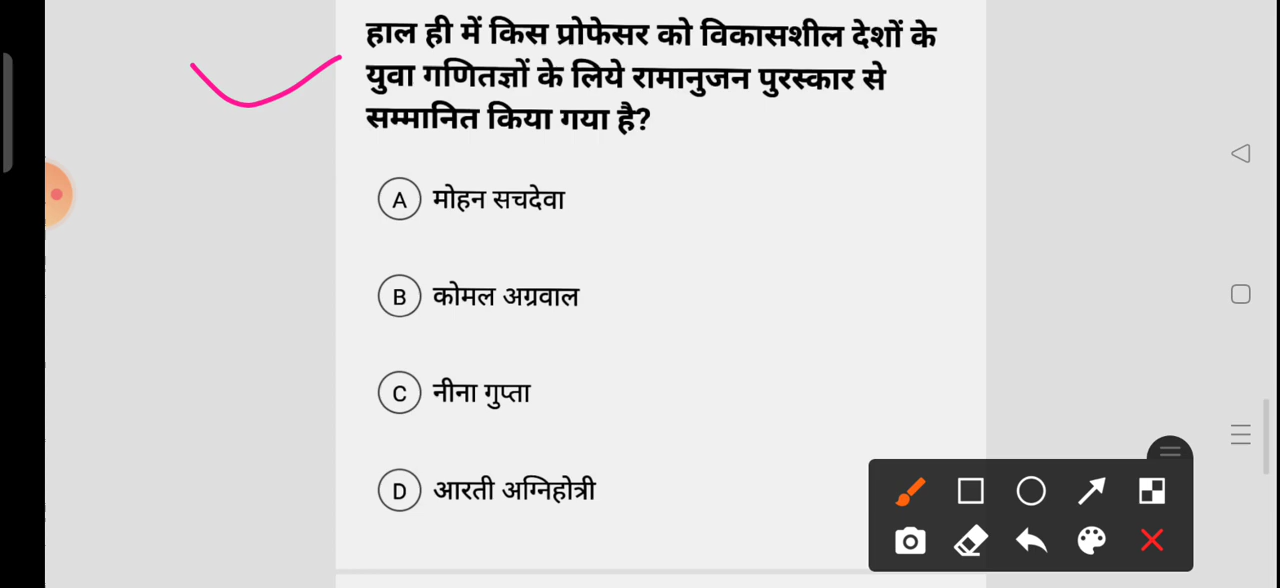 हाल ही में किस प्रोफेसर को विकासशील देशों के
युवा गणितज्ञों के लिये रामानुजन पुरस्कार से
सम्मानित किया गया है?
A मोहन सचदेवा
B कोमल अग्रवाल
C नीना गुप्ता
D आरती अग्निहोत्री